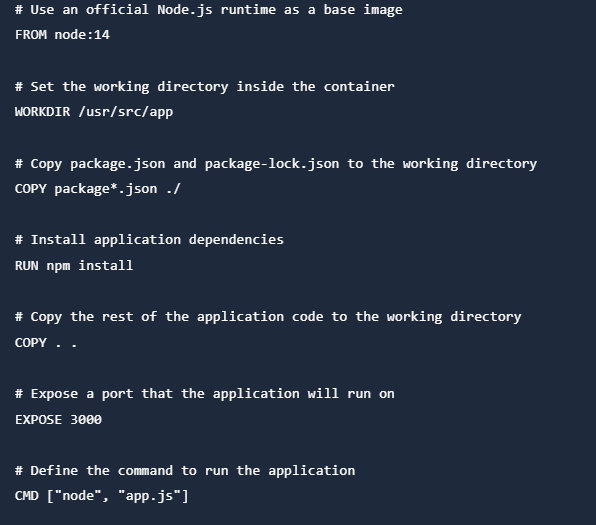 # Use an official Node.js runtime as a base image
FROM node:14
# Set the working directory inside the container
WORKDIR /usr/src/app
# Copy package.json and package-lock.json to the working directory
COPY package*.json ./
# Install application dependencies
RUN npm install
# Copy the rest of the application code to the working directory
COPY . .
# Expose a port that the application will run on
EXPOSE 3000
# Define the command to run the application
CMD ["node", "app.js"]